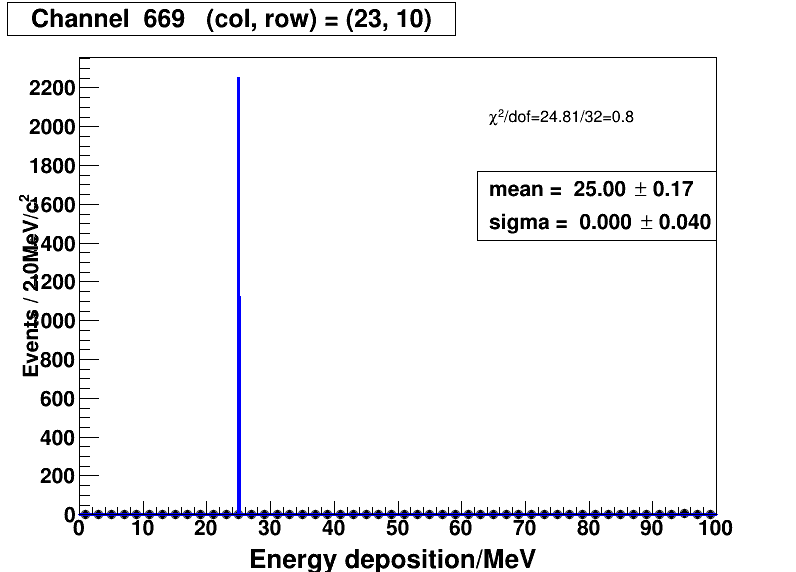 Channel 669 (col, row) = (23, 10)
χ²/dof=24.81/32=0.8
mean = 25.00 ± 0.17
sigma = 0.000 ± 0.040
Events / 2.0MeV/c²
2200
2000
1800
1600
1400
1200
1000
800
600
400
200
0
0 10 20 30 40 50 60 70 80 90 100
Energy deposition/MeV